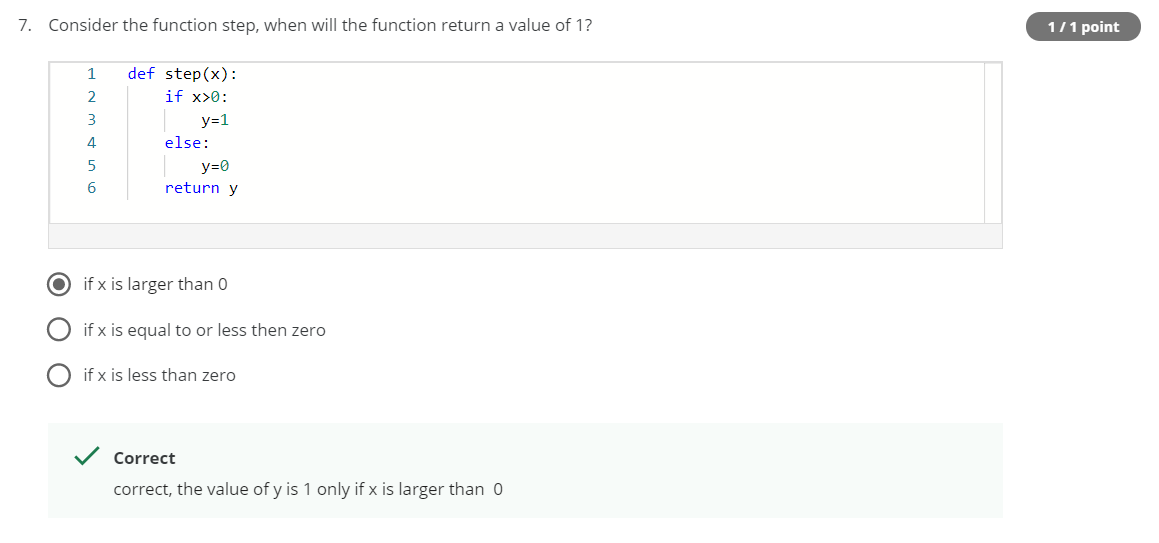 7. Consider the function step, when will the function return a value of 1?
1 / 1 point
1 def step(x):
2 if x>0:
3 y=1
4 else:
5 y=0
6 return y
if x is larger than 0
if x is equal to or less then zero
if x is less than zero
Correct
correct, the value of y is 1 only if x is larger than 0